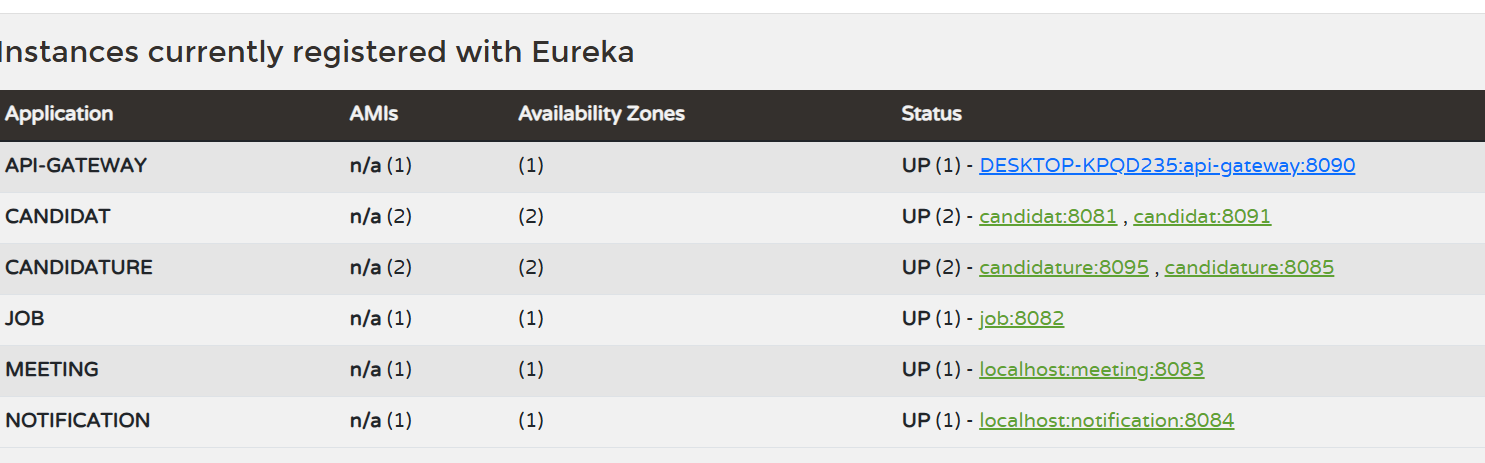 Instances currently registered with Eureka
Application AMIs Availability Zones Status
API-GATEWAY n/a (1) (1) UP (1) - DESKTOP-KPQD235:api-gateway:8090
CANDIDAT n/a (2) (2) UP (2) - candidat:8081 , candidat:8091
CANDIDATURE n/a (2) (2) UP (2) - candidature:8095 , candidature:8085
JOB n/a (1) (1) UP (1) - job:8082
MEETING n/a (1) (1) UP (1) - localhost:meeting:8083
NOTIFICATION n/a (1) (1) UP (1) - localhost:notification:8084